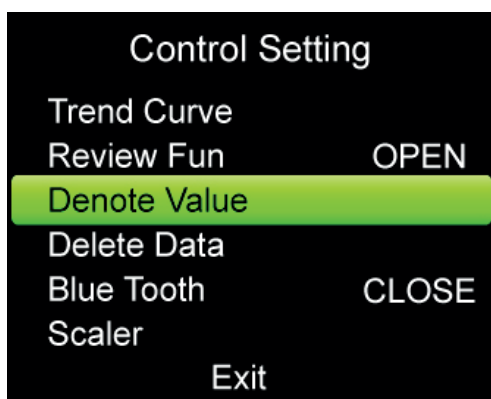 Control Setting
Trend Curve
Review Fun OPEN
Denote Value
Delete Data
Blue Tooth CLOSE
Scaler
Exit